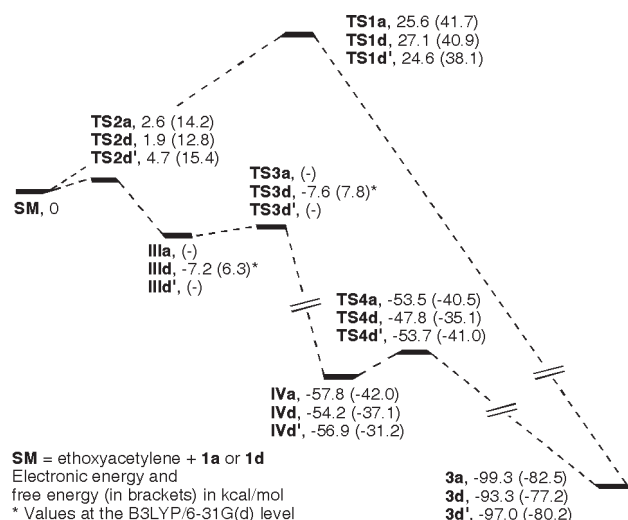 TS1a, 25.6 (41.7)
TS1d, 27.1 (40.9)
TS1d', 24.6 (38.1)
TS2a, 2.6 (14.2)
TS2d, 1.9 (12.8)
TS2d', 4.7 (15.4)
SM, 0
TS3a, (-)
TS3d, -7.6 (7.8)*
TS3d', (-)
IIIa, (-)
IIId, -7.2 (6.3)*
IIId', (-)
TS4a, -53.5 (-40.5)
TS4d, -47.8 (-35.1)
TS4d', -53.7 (-41.0)
IVa, -57.8 (-42.0)
IVd, -54.2 (-37.1)
IVd', -56.9 (-31.2)
SM = ethoxyacetylene + 1a or 1d
Electronic energy and
free energy (in brackets) in kcal/mol
* Values at the B3LYP/6-31G(d) level
3a, -99.3 (-82.5)
3d, -93.3 (-77.2)
3d', -97.0 (-80.2)